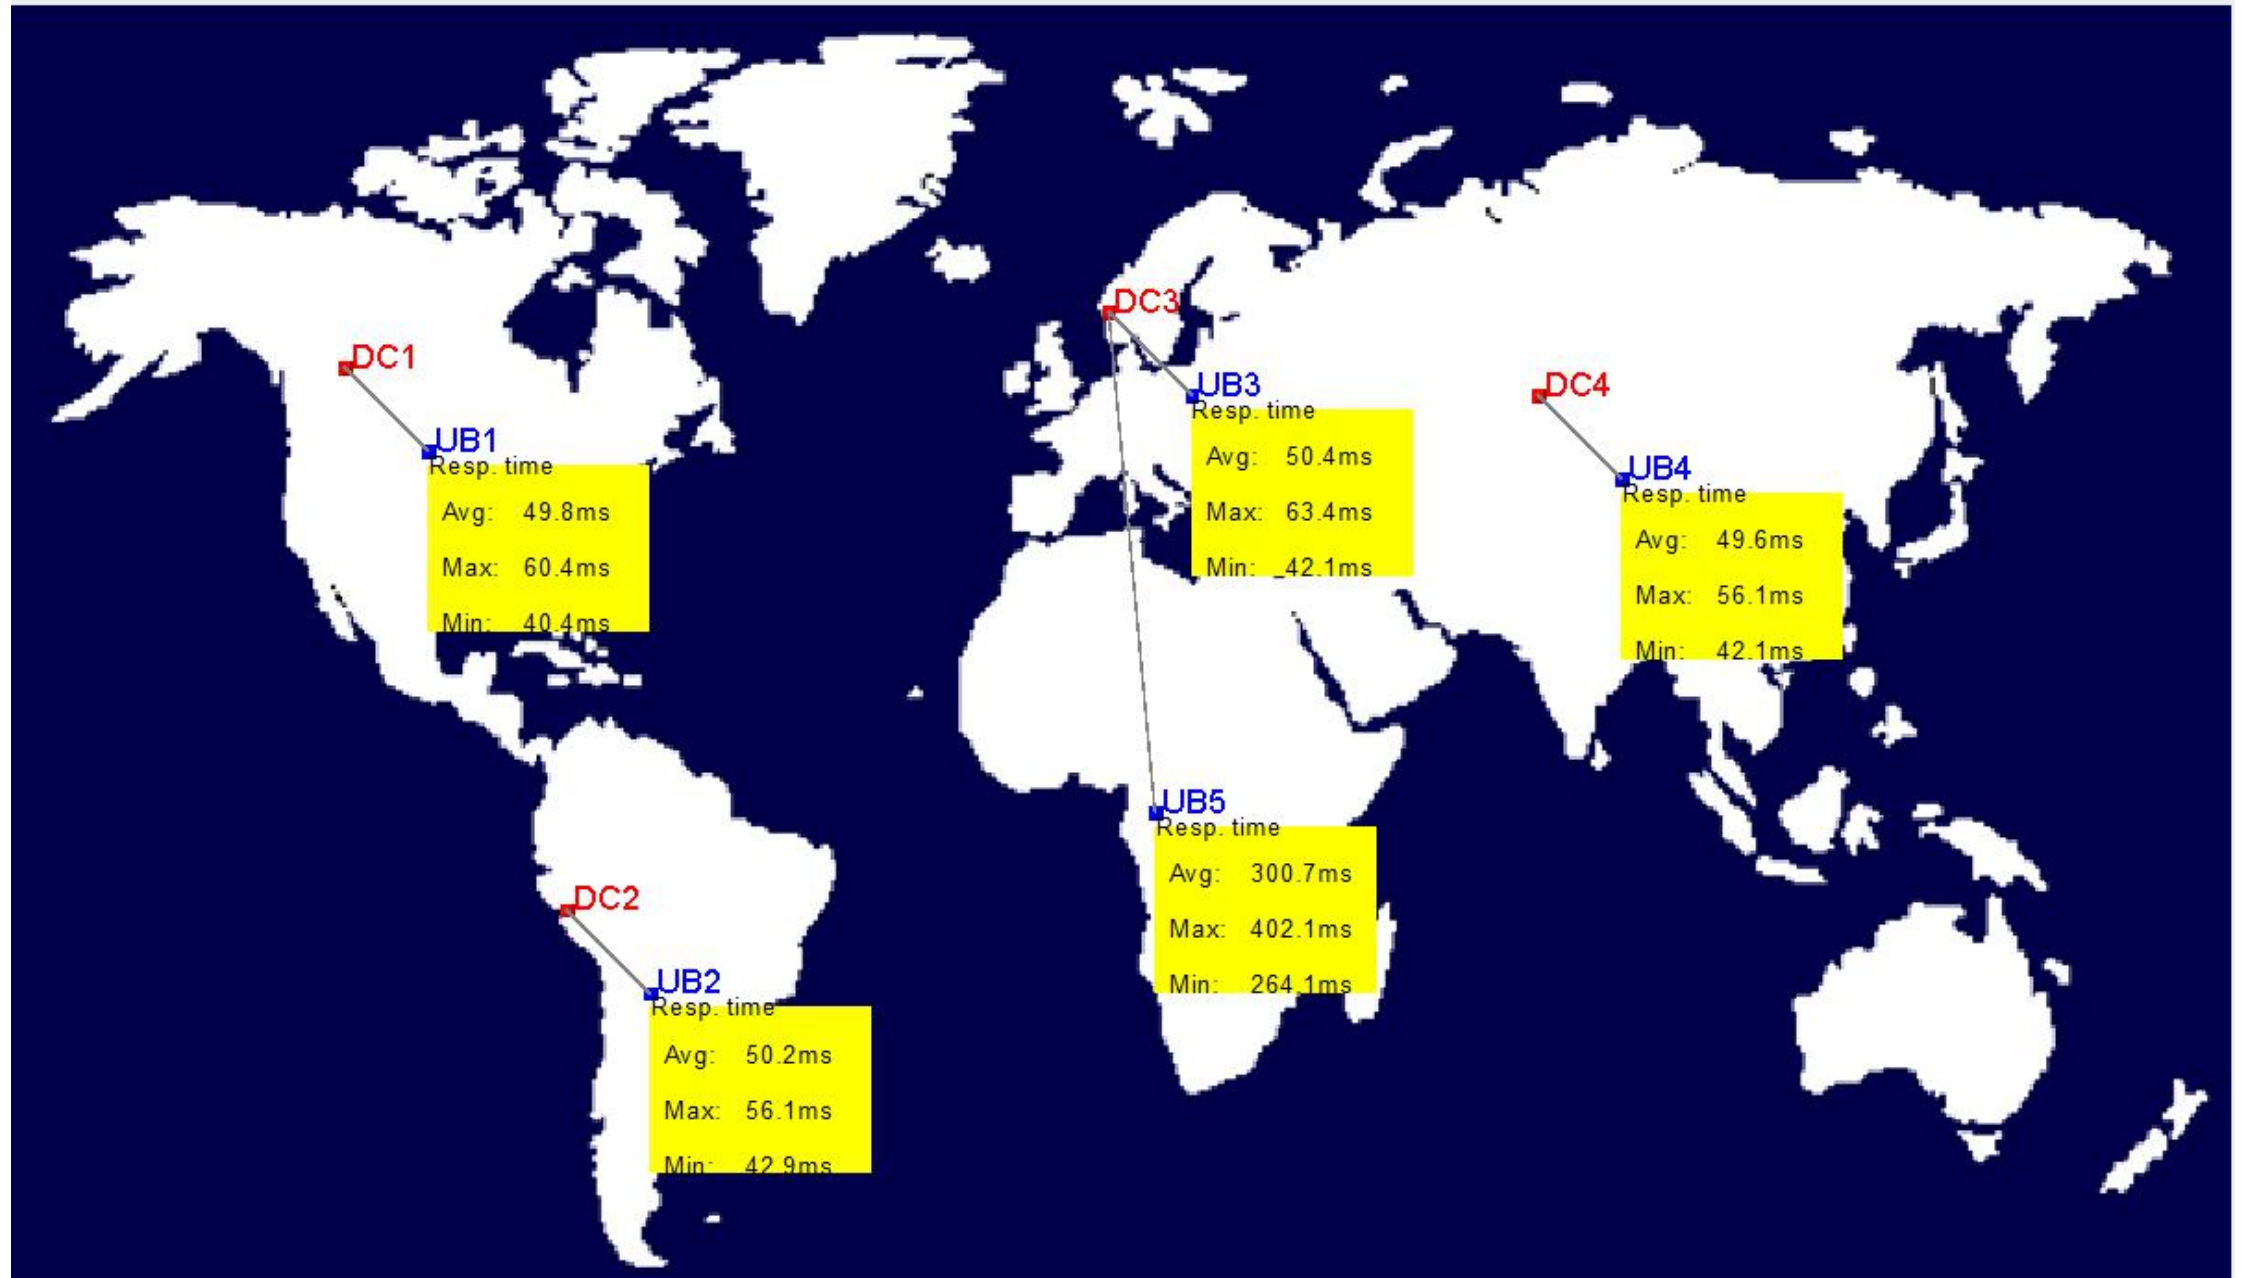 DC1
UB1
Resp. time
Avg: 49.8ms
Max: 60.4ms
Min: 40.4ms
DC2
UB2
Resp. time
Avg: 50.2ms
Max: 56.1ms
Min: 42.9ms
DC3
UB3
Resp. time
Avg: 50.4ms
Max: 63.4ms
Min: 42.1ms
DC4
UB4
Resp. time
Avg: 49.6ms
Max: 56.1ms
Min: 42.1ms
UB5
Resp. time
Avg: 300.7ms
Max: 402.1ms
Min: 264.1ms